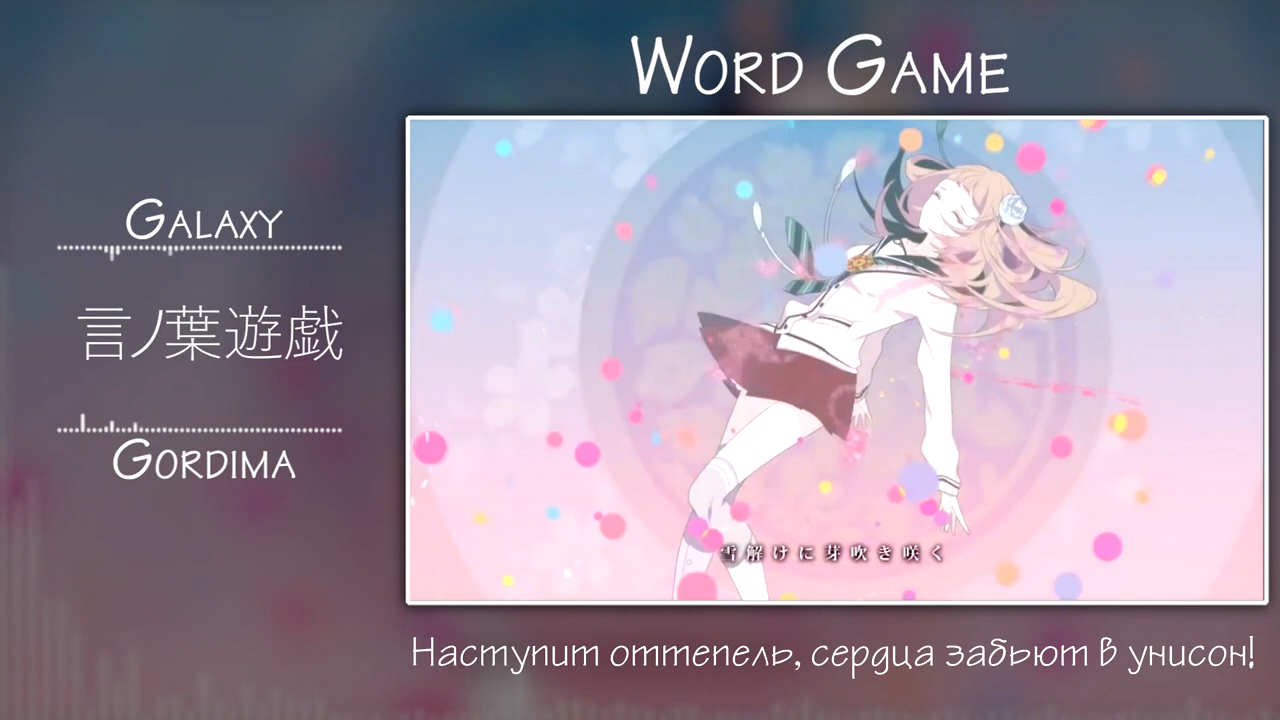 Word Game
Galaxy
言ノ葉遊戯
Gordima
雪解けに芽吹き咲く
Наступит оттепель, сердца забьют в унисон!